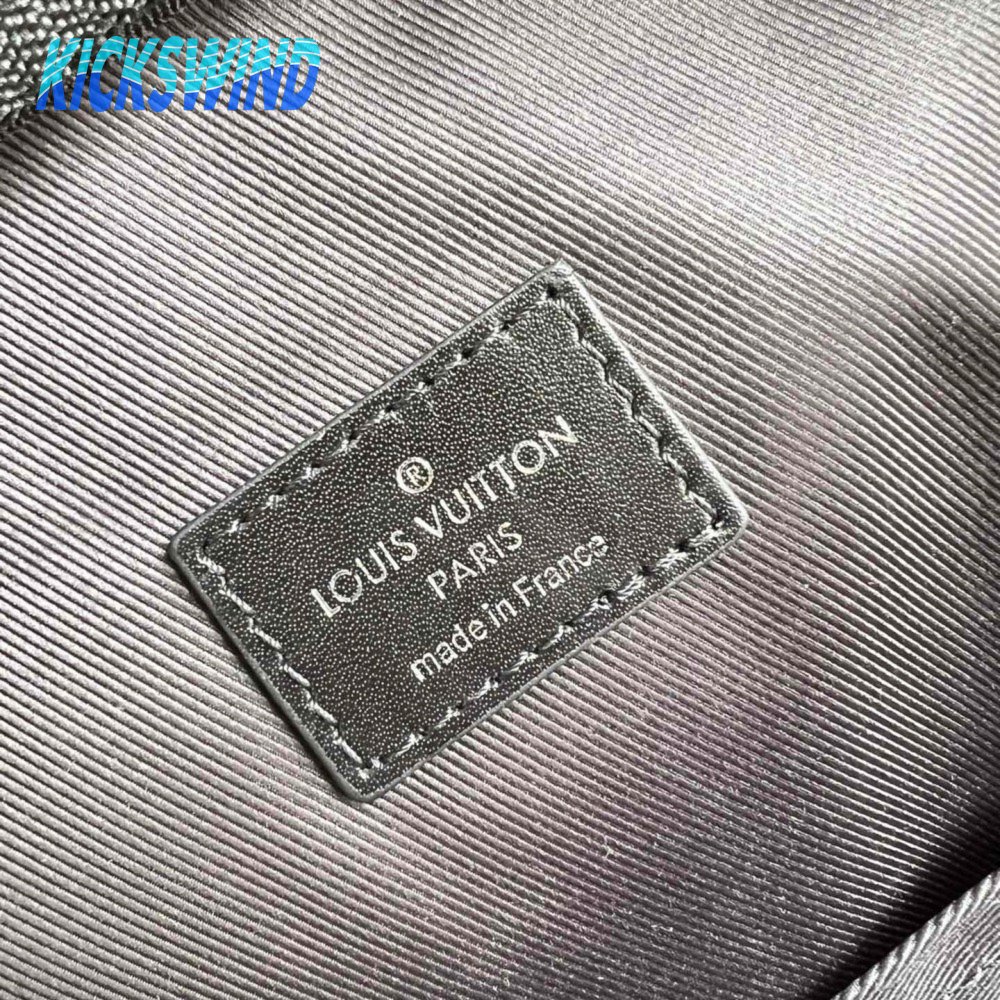 KICKSWIND
®
LOUIS VUITTON
PARIS
made in France